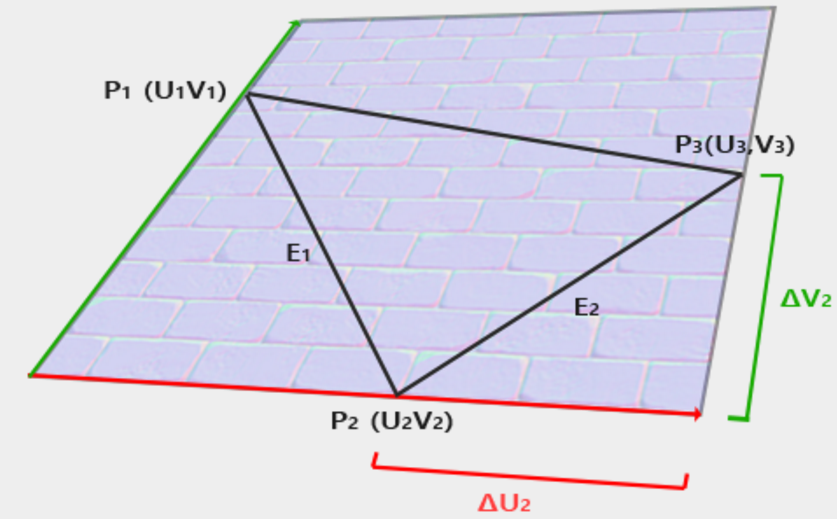 P₁ (U₁V₁)
P₃(U₃,V₃)
E₁
ΔV₂
E₂
P₂ (U₂V₂)
ΔU₂